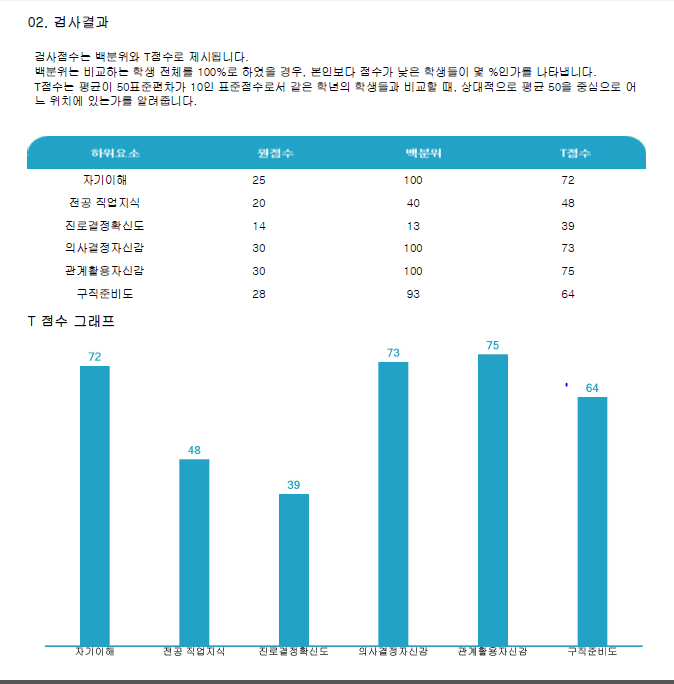 02. 검사결과
검사점수는 백분위와 T점수로 제시됩니다.
백분위는 비교하는 학생 전체를 100%로 하였을 경우, 본인보다 점수가 낮은 학생들이 몇 %인가를 나타냅니다.
T점수는 평균이 50표준편차가 10인 표준점수로서 같은 학년의 학생들과 비교할 때, 상대적으로 평균 50을 중심으로 어
느 위치에 있는가를 알려줍니다.
하위요소 원점수 백분위 T점수
자기이해 25 100 72
전공 직업지식 20 40 48
진로결정확신도 14 13 39
의사결정자신감 30 100 73
관계활용자신감 30 100 75
구직준비도 28 93 64
T 점수 그래프
72 48 39 73 75 64
자기이해 전공 직업지식 진로결정확신도 의사결정자신감 관계활용자신감 구직준비도